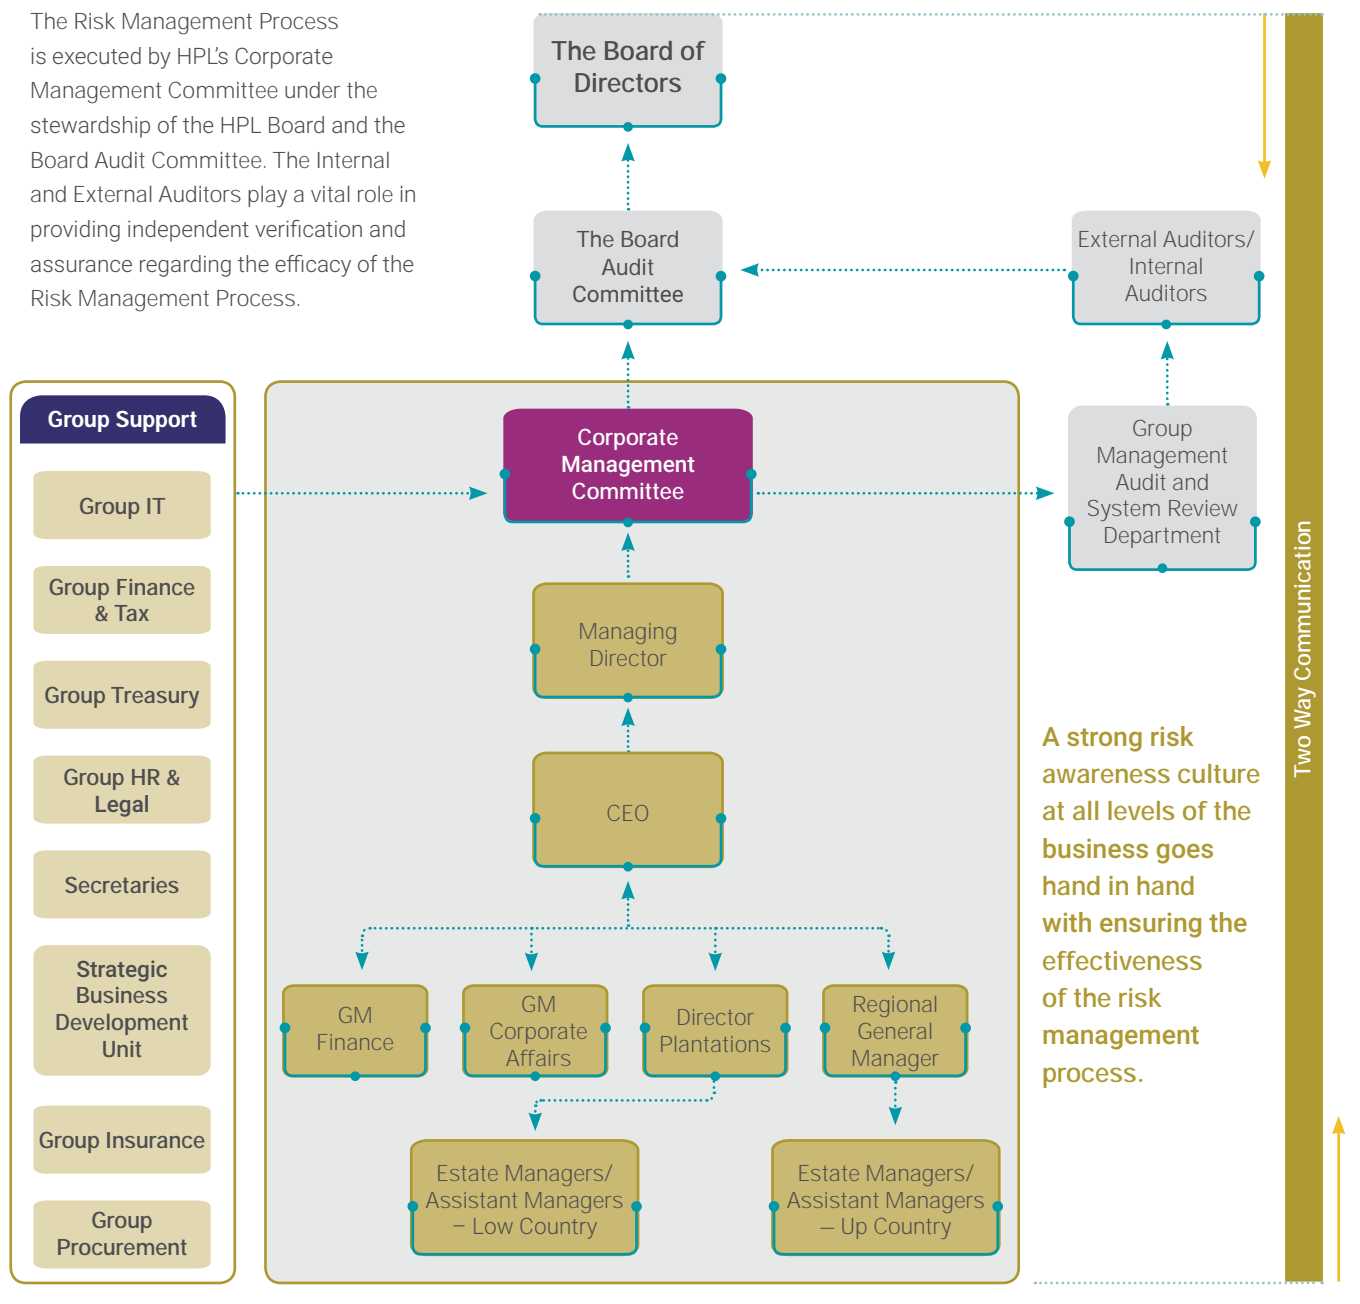 The Risk Management Process
is executed by HPL's Corporate
Management Committee under the
stewardship of the HPL Board and the
Board Audit Committee. The Internal
and External Auditors play a vital role in
providing independent verification and
assurance regarding the efficacy of the
Risk Management Process.
The Board of
Directors
The Board
Audit
Committee
External Auditors/
Internal
Auditors
Group Support
Group IT
Group Finance
& Tax
Group Treasury
Group HR &
Legal
Secretaries
Strategic
Business
Development
Unit
Group Insurance
Group
Procurement
Corporate
Management
Committee
Group
Management
Audit and
System Review
Department
Managing
Director
CEO
GM
Finance
GM
Corporate
Affairs
Director
Plantations
Regional
General
Manager
Estate Managers/
Assistant Managers
– Low Country
Estate Managers/
Assistant Managers
– Up Country
A strong risk
awareness culture
at all levels of the
business goes
hand in hand
with ensuring the
effectiveness
of the risk
management
process.
Two Way Communication